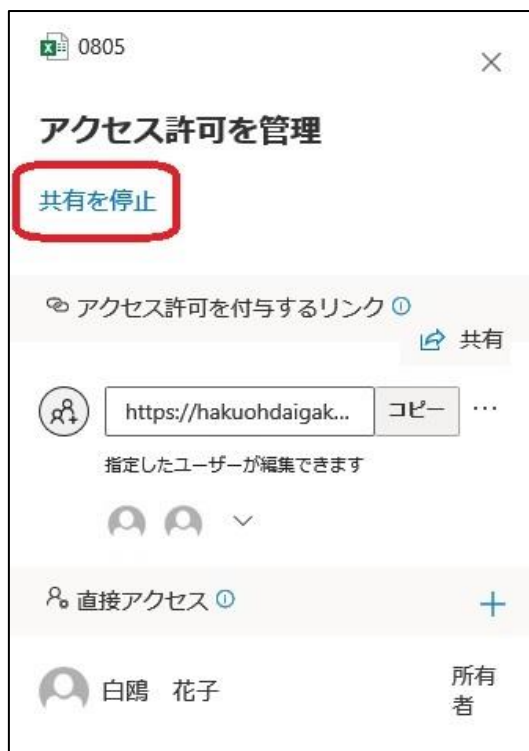 0805
アクセス許可を管理
共有を停止
アクセス許可を付与するリンク
共有
https://hakuohdaigak... コピー ...
指定したユーザーが編集できます
直接アクセス
白鴎 花子 所有
者